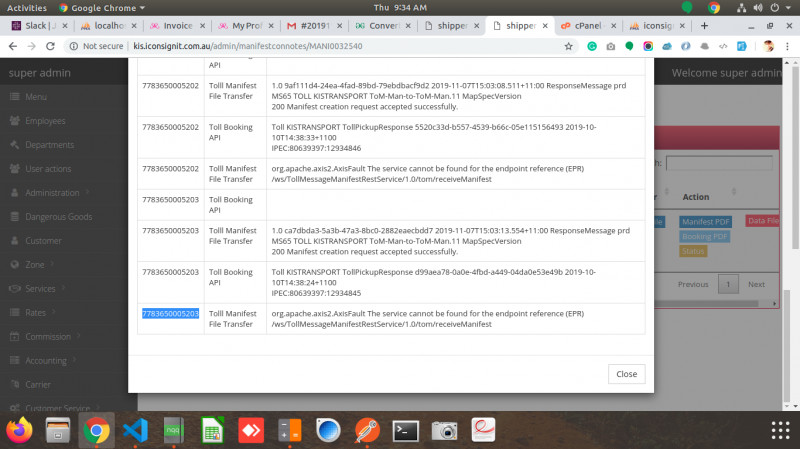 Activities
Google Chrome
Thu 9:34 AM
Slack | J
localho
Invoice
My Prof
#20191
Convert
shipper
shipper
cPanel
iconsign
Not secure | kis.iconsignit.com.au/admin/manifestconnotes/MANI0032540
super admin
Welcome super admin
Menu
Employees
Departments
User actions
Administration
Dangerous Goods
Customer
Zone
Services
Rates
Commission
Accounting
Carrier
Customer Service
API
7783650005202
Tolll Manifest
File Transfer
1.0 9af111d4-24ea-4fad-89bd-79ebdbacf9d2 2019-11-07T15:03:08.511+11:00 ResponseMessage prd
MS65 TOLL KISTRANSPORT ToM-Man-to-ToM-Man.11 MapSpecVersion
200 Manifest creation request accepted successfully.
7783650005202
Toll Booking
API
Toll KISTRANSPORT TollPickupResponse 5520c33d-b557-4539-b66c-05e115156493 2019-10-
10T14:38:33+1100
IPEC:80639397:12934846
7783650005202
Tolll Manifest
File Transfer
org.apache.axis2.AxisFault The service cannot be found for the endpoint reference (EPR)
/ws/TollMessageManifestRestService/1.0/tom/receiveManifest
7783650005203
Toll Booking
API
7783650005203
Tolll Manifest
File Transfer
1.0 ca7dbda3-5a3b-47a3-8bc0-2882eaecbdd7 2019-11-07T15:03:13.554+11:00 ResponseMessage prd
MS65 TOLL KISTRANSPORT ToM-Man-to-ToM-Man.11 MapSpecVersion
200 Manifest creation request accepted successfully.
7783650005203
Toll Booking
API
Toll KISTRANSPORT TollPickupResponse d99aea78-0a0e-4fbd-a449-04da0e53e49b 2019-10-
10T14:38:24+1100
IPEC:80639397:12934845
7783650005203
Tolll Manifest
File Transfer
org.apache.axis2.AxisFault The service cannot be found for the endpoint reference (EPR)
/ws/TollMessageManifestRestService/1.0/tom/receiveManifest
Close
h:
Action
Manifest PDF
Data File
Booking PDF
Status
Previous 1 Next